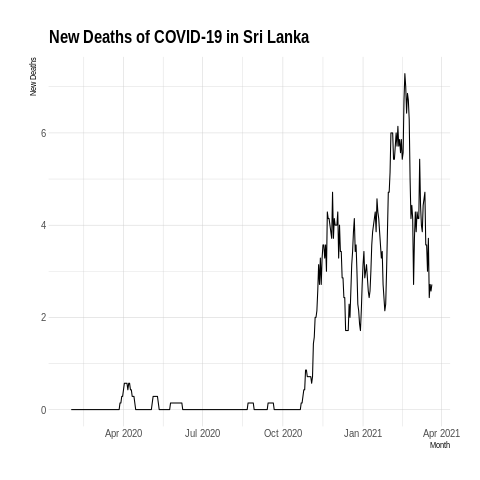 New Deaths of COVID-19 in Sri Lanka
New Deaths
6
4
2
0
Apr 2020 Jul 2020 Oct 2020 Jan 2021 Apr 2021
Month